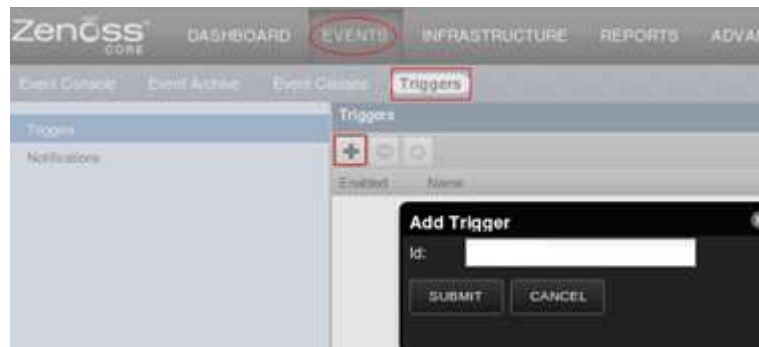 Zenoss DASHBOARD EVENTS INFRASTRUCTURE REPORTS ADVAN
CORE
Event Console Event Archive Event Classes Triggers
Triggers
Triggers
Notifications
Enabled Name
Add Trigger
Id:
SUBMIT CANCEL